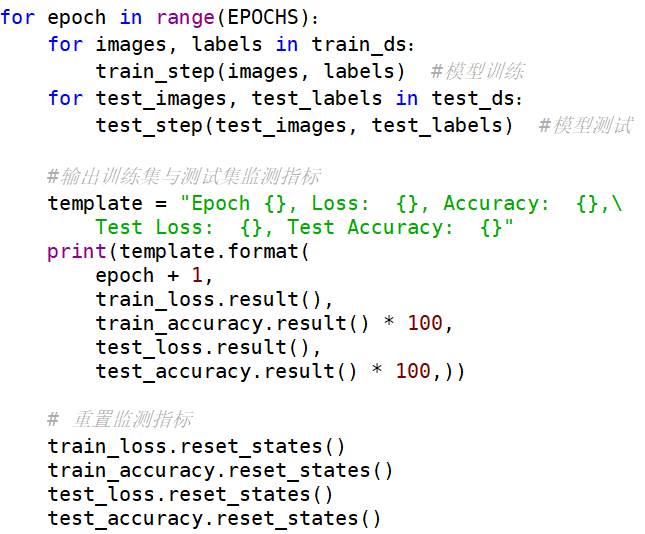 for epoch in range(EPOCHS):
    for images, labels in train_ds:
        train_step(images, labels)  #模型训练
    for test_images, test_labels in test_ds:
        test_step(test_images, test_labels)  #模型测试
    #输出训练集与测试集监测指标
    template = "Epoch {}, Loss:  {}, Accuracy:  {},\
        Test Loss:  {}, Test Accuracy:  {}"
    print(template.format(
        epoch + 1,
        train_loss.result(),
        train_accuracy.result() * 100,
        test_loss.result(),
        test_accuracy.result() * 100,))
    # 重置监测指标
    train_loss.reset_states()
    train_accuracy.reset_states()
    test_loss.reset_states()
    test_accuracy.reset_states()